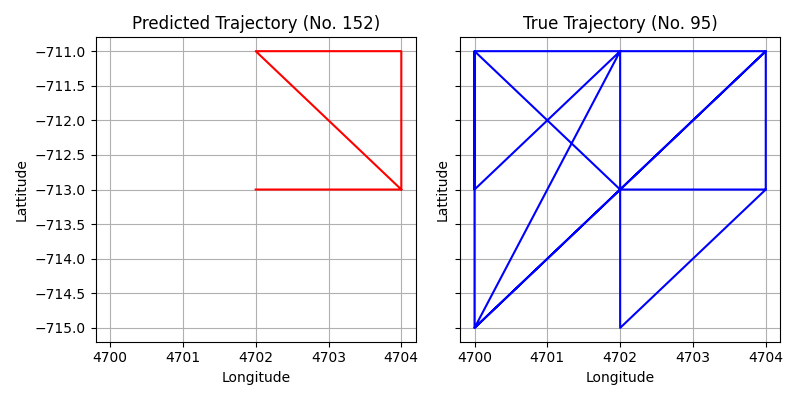 Predicted Trajectory (No. 152)
True Trajectory (No. 95)
−711.0
−711.5
−712.0
−712.5
−713.0
−713.5
−714.0
−714.5
−715.0
Lattitude
Lattitude
4700 4701 4702 4703 4704
4700 4701 4702 4703 4704
Longitude
Longitude